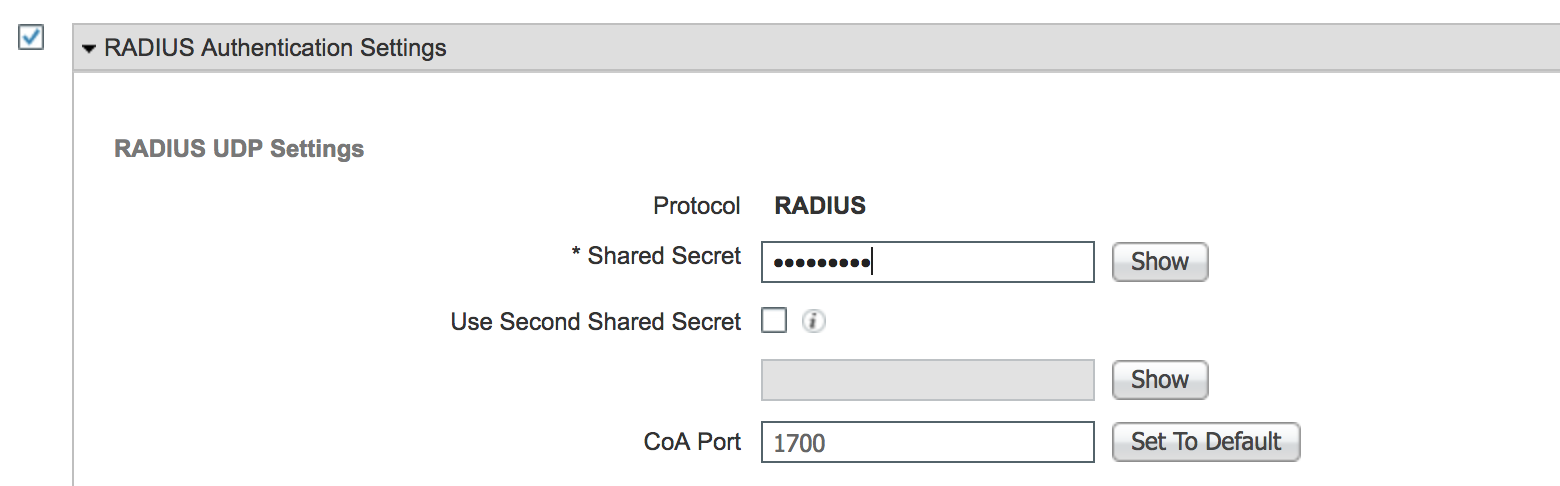 RADIUS Authentication Settings
RADIUS UDP Settings
Protocol RADIUS
* Shared Secret ••••••••• Show
Use Second Shared Secret i
Show
CoA Port 1700 Set To Default